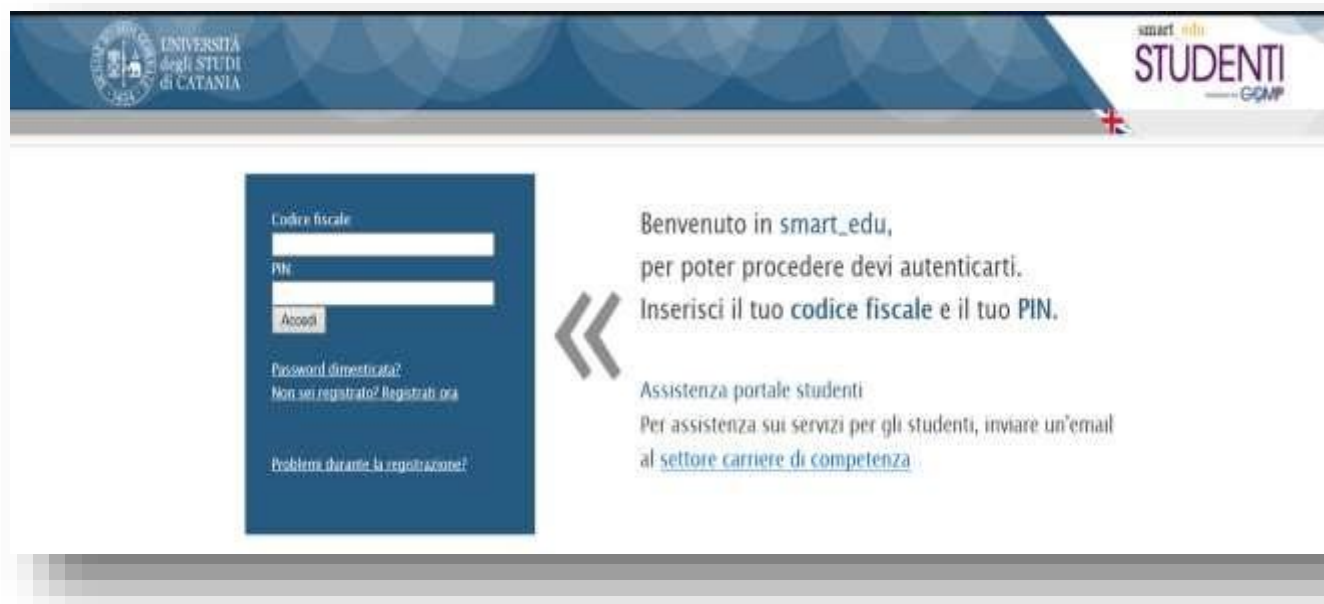 UNIVERSITÀ
degli STUDI
di CATANIA
smart_edu
STUDENTI
GOMP
Codice fiscale
PIN
Accedi
Password dimenticata?
Non sei registrato? Registrati ora
Problemi durante la registrazione?
Benvenuto in smart_edu,
per poter procedere devi autenticarti.
Inserisci il tuo codice fiscale e il tuo PIN.
Assistenza portale studenti
Per assistenza sui servizi per gli studenti, inviare un'email
al settore carriere di competenza